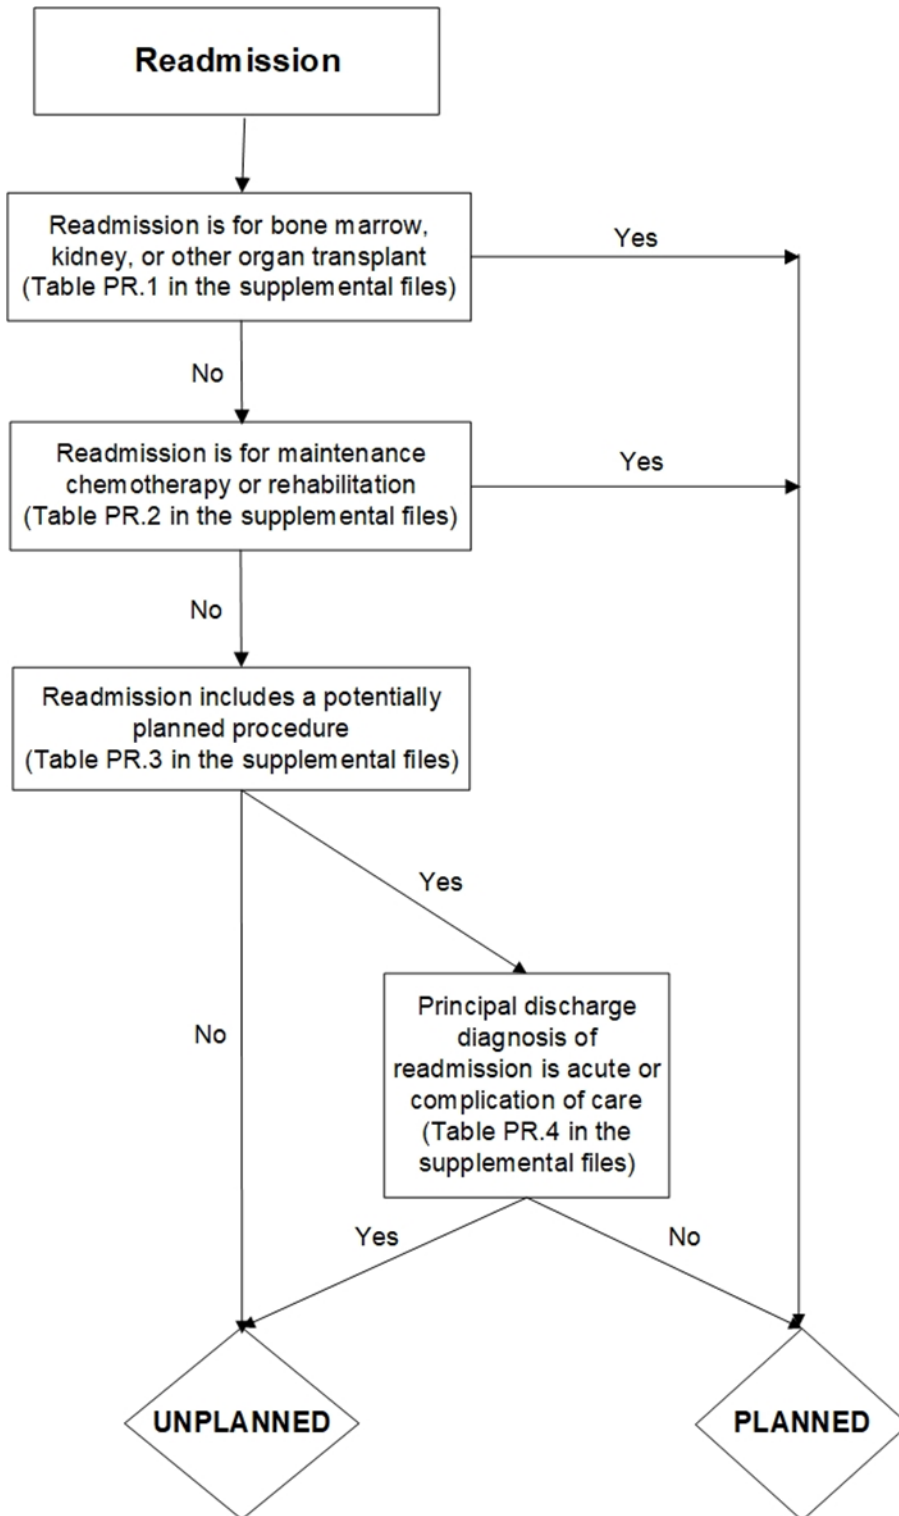 Readmission
Readmission is for bone marrow,
kidney, or other organ transplant
(Table PR.1 in the supplemental files)
Yes
No
Readmission is for maintenance
chemotherapy or rehabilitation
(Table PR.2 in the supplemental files)
Yes
No
Readmission includes a potentially
planned procedure
(Table PR.3 in the supplemental files)
Yes
No
Principal discharge
diagnosis of
readmission is acute or
complication of care
(Table PR.4 in the
supplemental files)
Yes
No
UNPLANNED
PLANNED